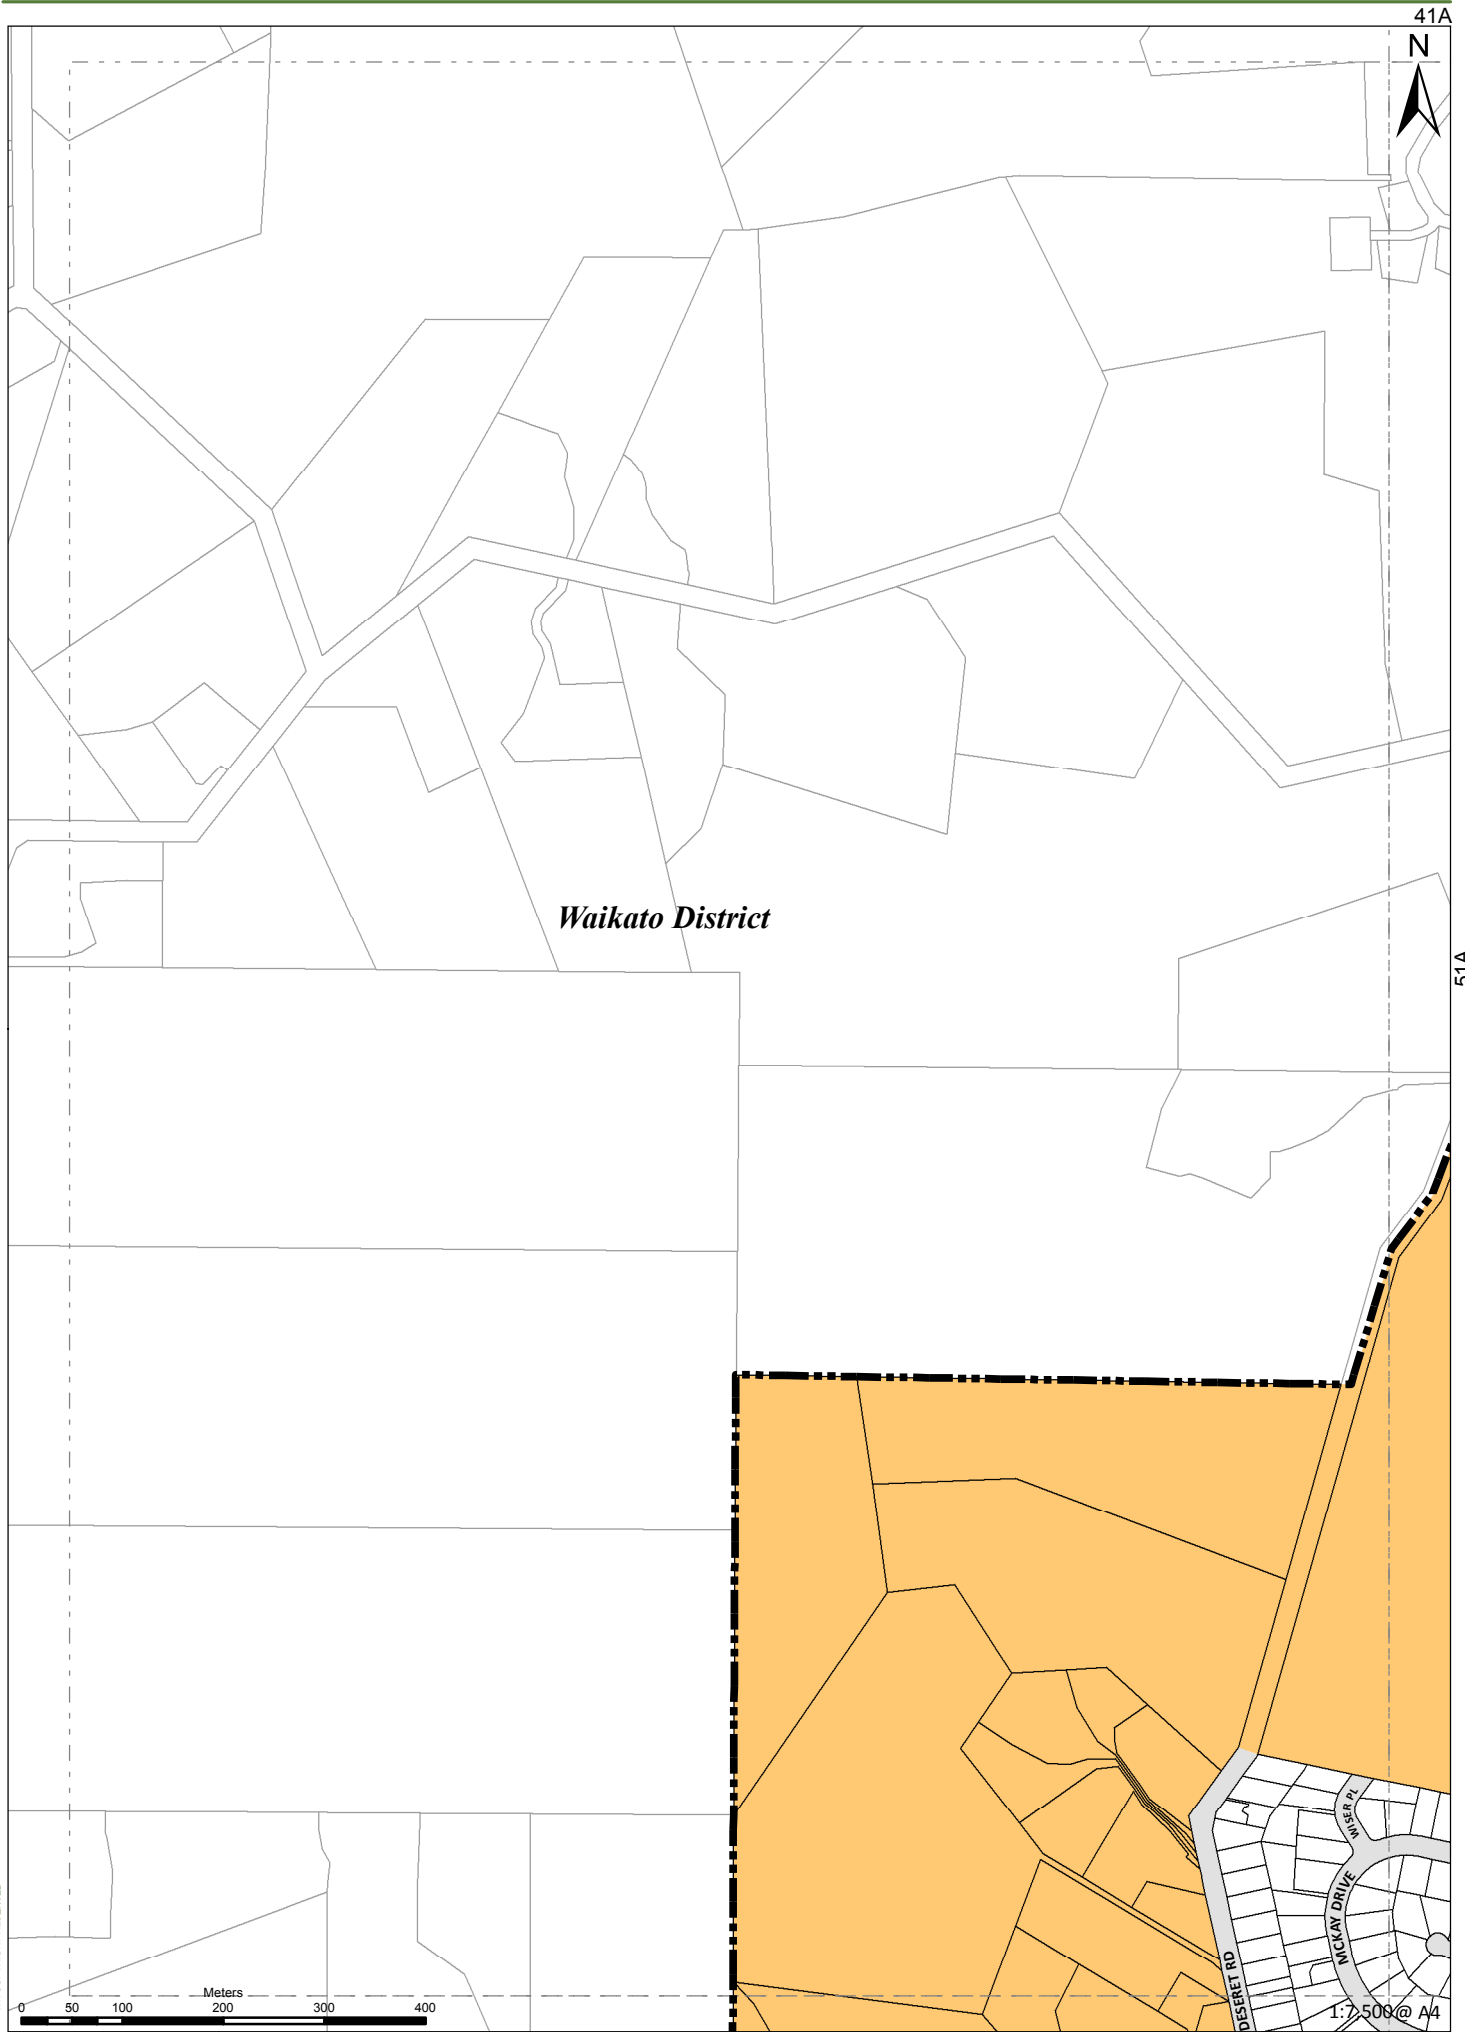 41A
N
Waikato District
51A
WISER PL
MCKAY DRIVE
DESERET RD
Meters
0 50 100 200 300 400
1:7,500@ A4